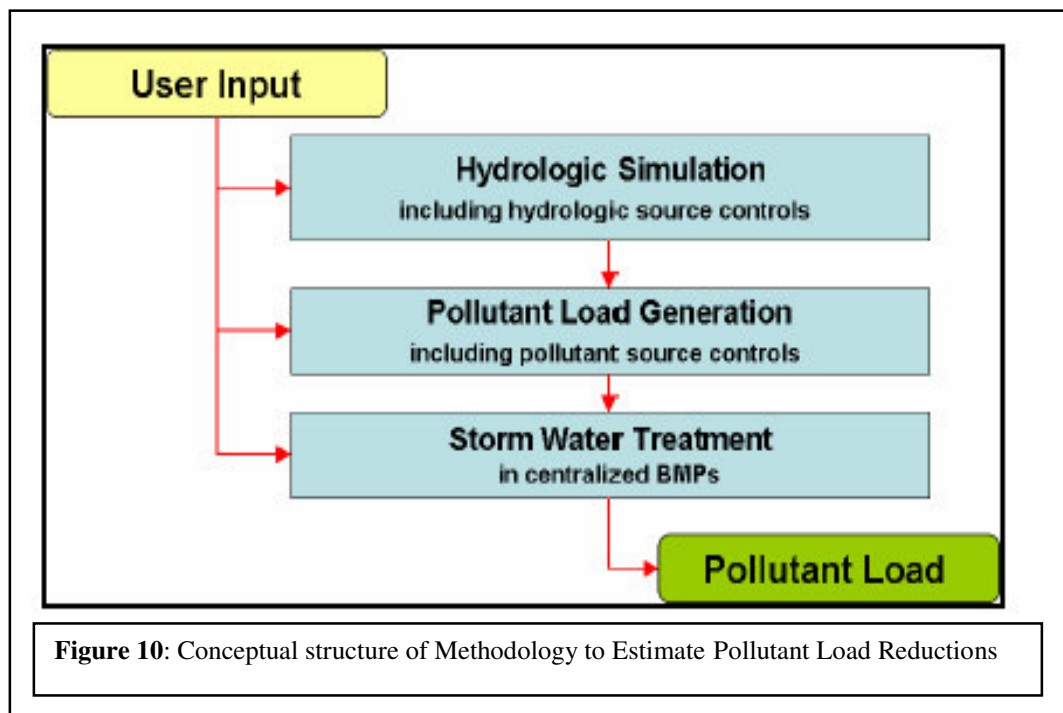 User Input
Hydrologic Simulation
including hydrologic source controls
Pollutant Load Generation
including pollutant source controls
Storm Water Treatment
in centralized BMPs
Pollutant Load
Figure 10: Conceptual structure of Methodology to Estimate Pollutant Load Reductions